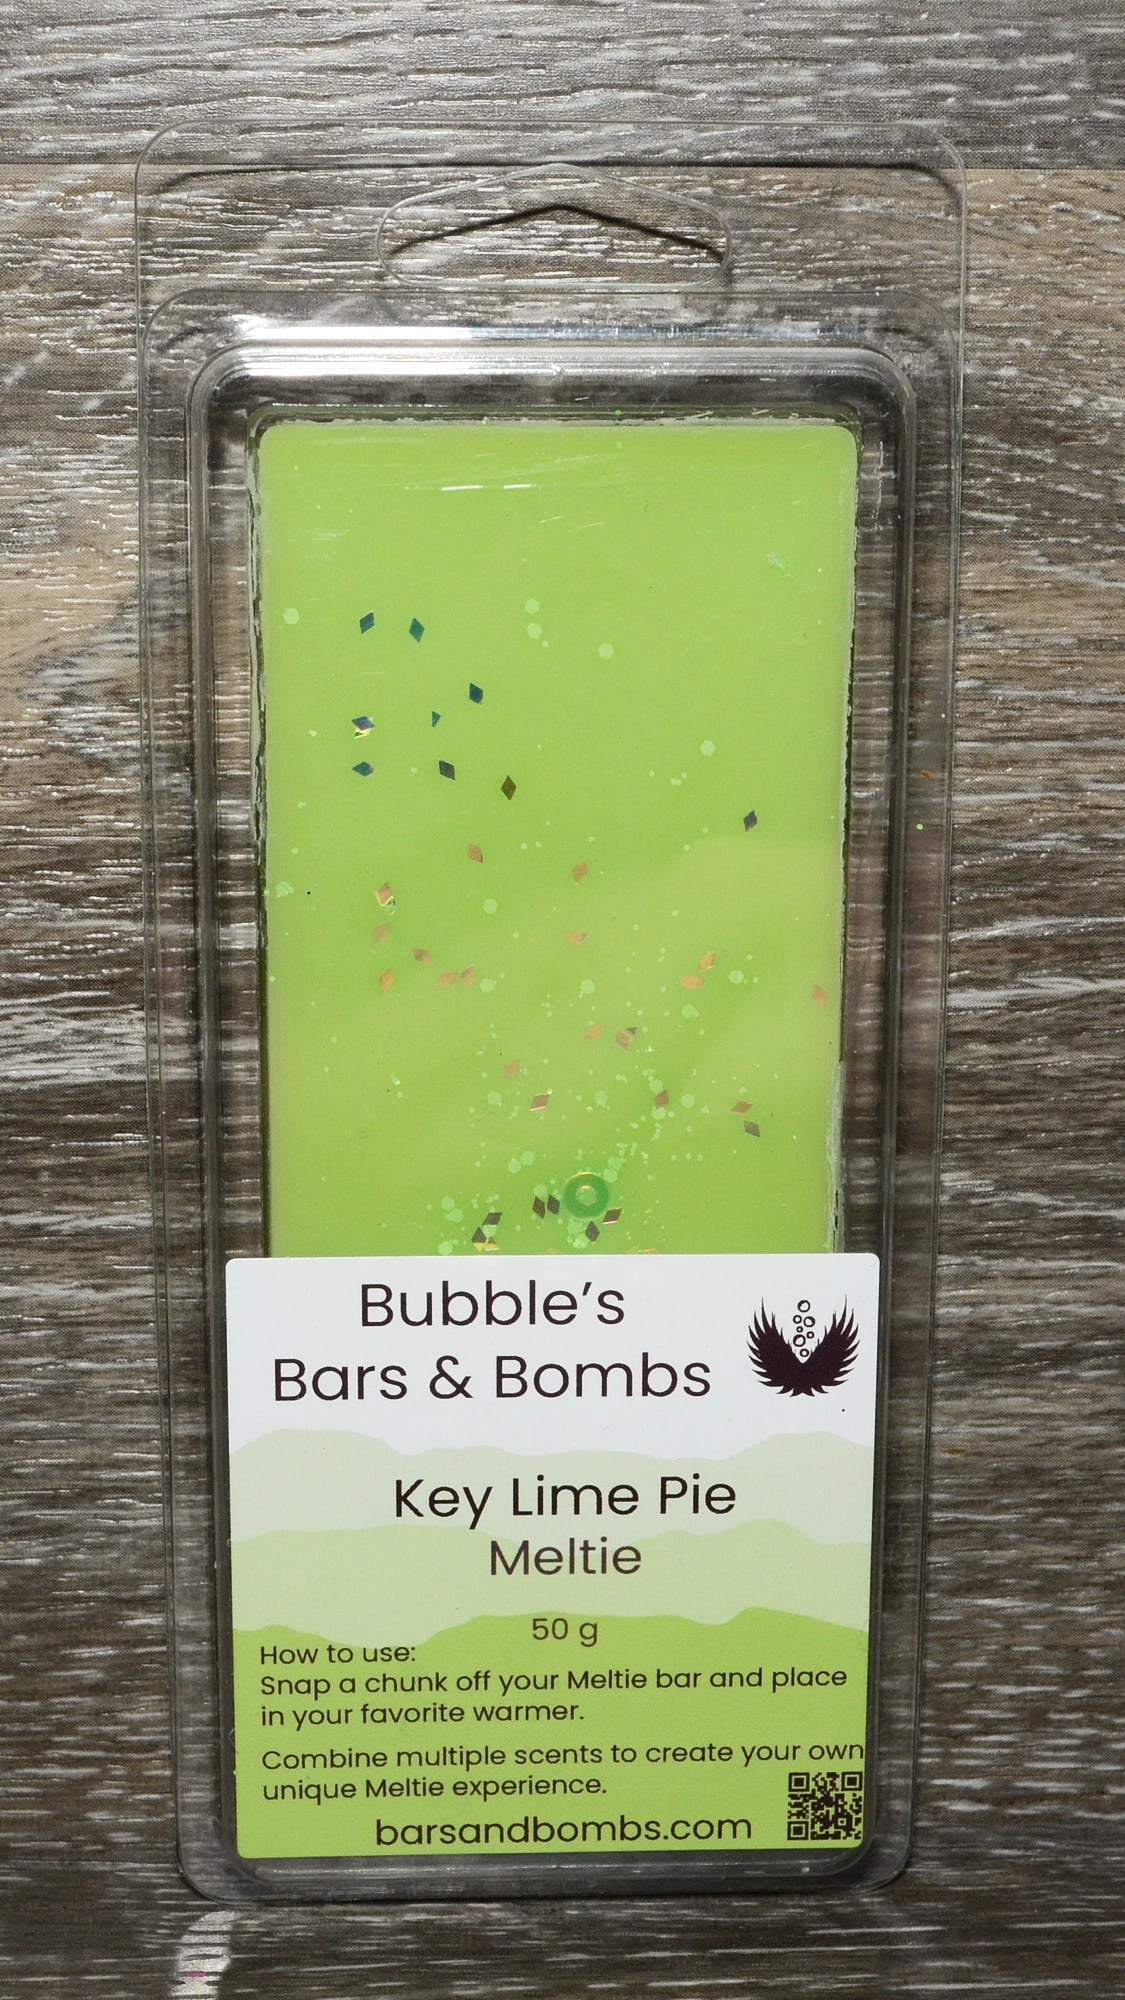 Bubble's
Bars & Bombs
Key Lime Pie
Meltie
50 g
How to use:
Snap a chunk off your Meltie bar and place
in your favorite warmer.
Combine multiple scents to create your own
unique Meltie experience.
barsandbombs.com